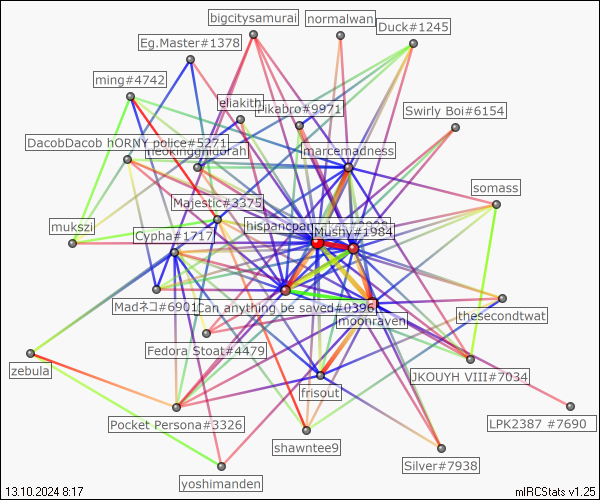 bigcitysamurai
normalwan
Duck#1245
Eg.Master#1378
ming#4742
eliakith
Pikabro#9971
Swirly Boi#6154
DacobDacob hORNY police#5271
neokingghidorah
marcemadness
somass
Majestic#3375
mukszi
Cypha#1717
Mushy#1984
Madネコ#6901
Can anything be saved#0396
thesecondtwat
moonraven
Fedora Stoat#4479
zebula
JKOUYH VIII#7034
frisout
LPK2387 #7690
Pocket Persona#3326
shawntee9
Silver#7938
yoshimanden
13.10.2024 8:17
mIRCStats v1.25